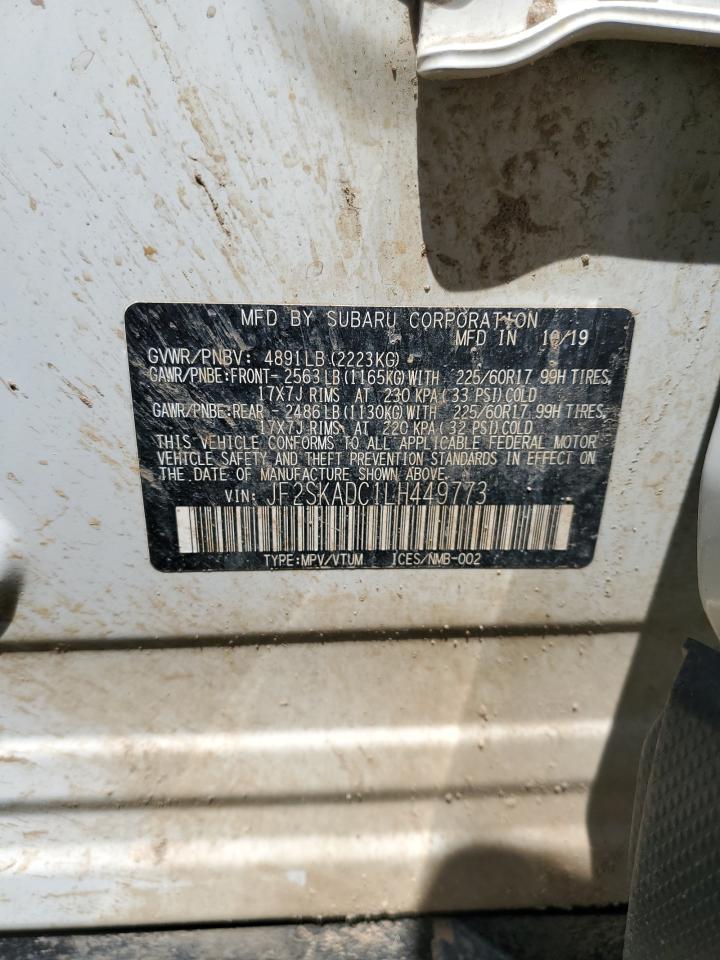 MFD BY SUBARU CORPORATION
MFD IN 10/19
GVWR/PNBV: 4891LB(2223KG)
GAWR/PNBE:FRONT-2563LB(1165KG)WITH 225/60R17 99H TIRES,
17X7J RIMS AT 230 KPA(33 PSI)COLD
GAWR/PNBE:REAR -2486LB(1130KG)WITH 225/60R17 99H TIRES,
17X7J RIMS AT 220 KPA(32 PSI)COLD
THIS VEHICLE CONFORMS TO ALL APPLICABLE FEDERAL MOTOR
VEHICLE SAFETY AND THEFT PREVENTION STANDARDS IN EFFECT
ON THE DATE OF MANUFACTURE SHOWN ABOVE.
VIN: JF2SKADC1LH449773
TYPE:MPV/VTUM ICES/NMB-002